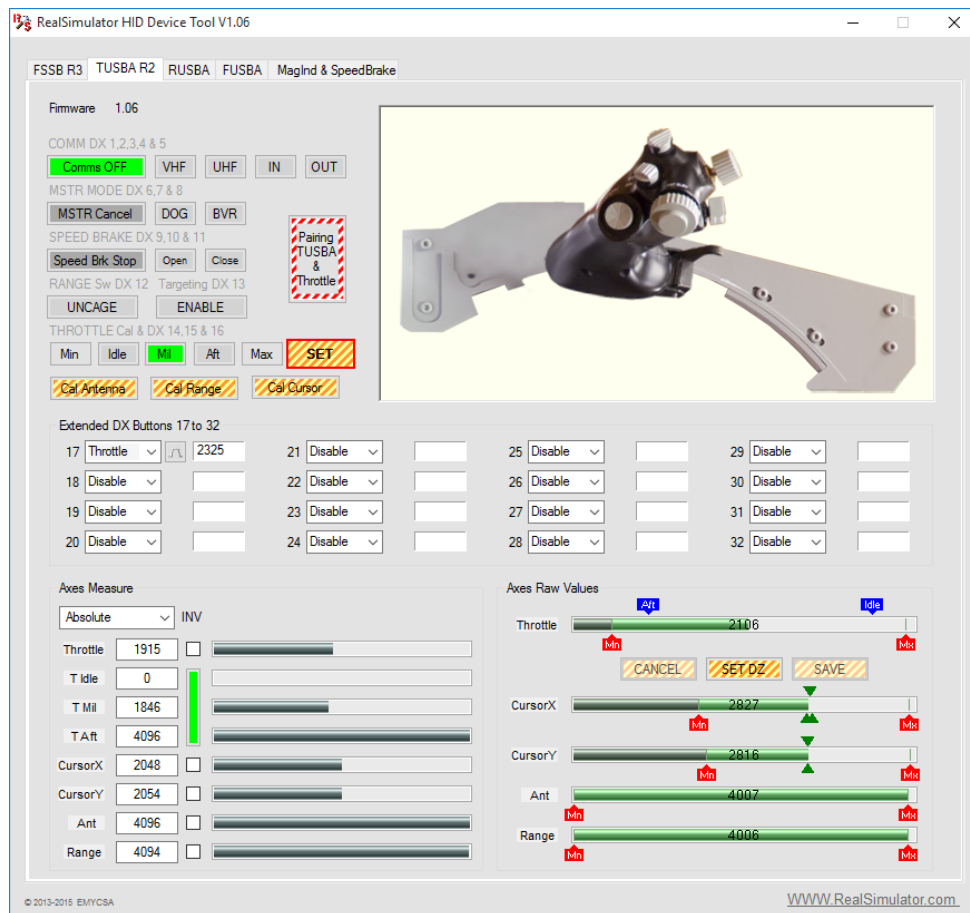 RealSimulator HID Device Tool V1.06
FSSB R3 TUSBA R2 RUSBA FUSBA MagInd & SpeedBrake
Firmware 1.06
COMM DX 1,2,3,4 & 5
Comms OFF VHF UHF IN OUT
MSTR MODE DX 6,7 & 8
MSTR Cancel DOG BVR
SPEED BRAKE DX 9,10 & 11
Speed Brk Stop Open Close
Pairing
TUSBA
&
Throttle
RANGE Sw DX 12 Targeting DX 13
UNCAGE ENABLE
THROTTLE Cal & DX 14,15 & 16
Min Idle Mil Aft Max SET
Cal Antenna Cal Range Cal Cursor
Extended DX Buttons 17 to 32
17 Throttle 2325 21 Disable 25 Disable 29 Disable
18 Disable 22 Disable 26 Disable 30 Disable
19 Disable 23 Disable 27 Disable 31 Disable
20 Disable 24 Disable 28 Disable 32 Disable
Axes Measure
Absolute INV
Throttle 1915
T Idle 0
T Mil 1846
T Aft 4096
CursorX 2048
CursorY 2054
Ant 4096
Range 4094
Axes Raw Values
Aft Idle
Throttle 2106
Mn Mx
CANCEL SET DZ SAVE
CursorX 2827
Mn Mx
CursorY 2816
Mn Mx
Ant 4007
Mn Mx
Range 4006
Mn Mx
© 2013-2015 EMYCSA
WWW.RealSimulator.com